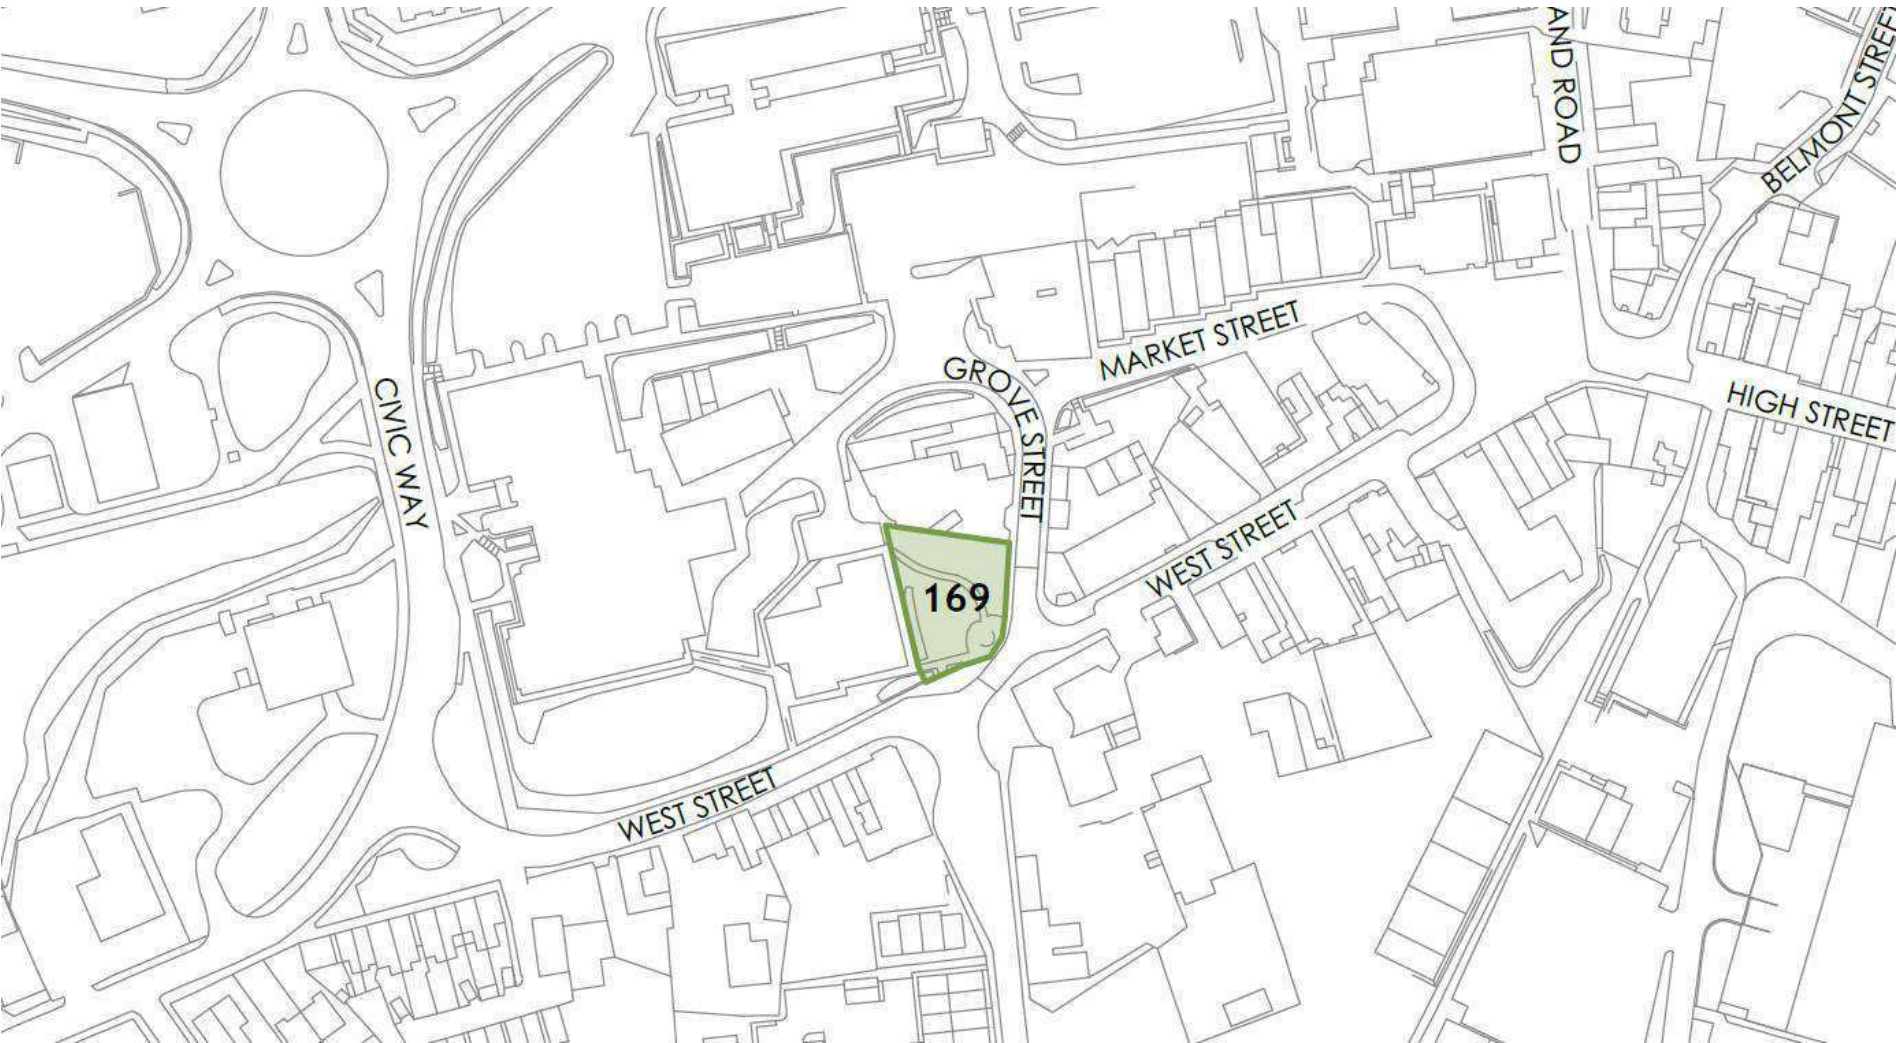 AND ROAD
BELMONT STREE
MARKET STREET
GROVE STREET
CIVIC WAY
HIGH STREET
WEST STREET
169
WEST STREET